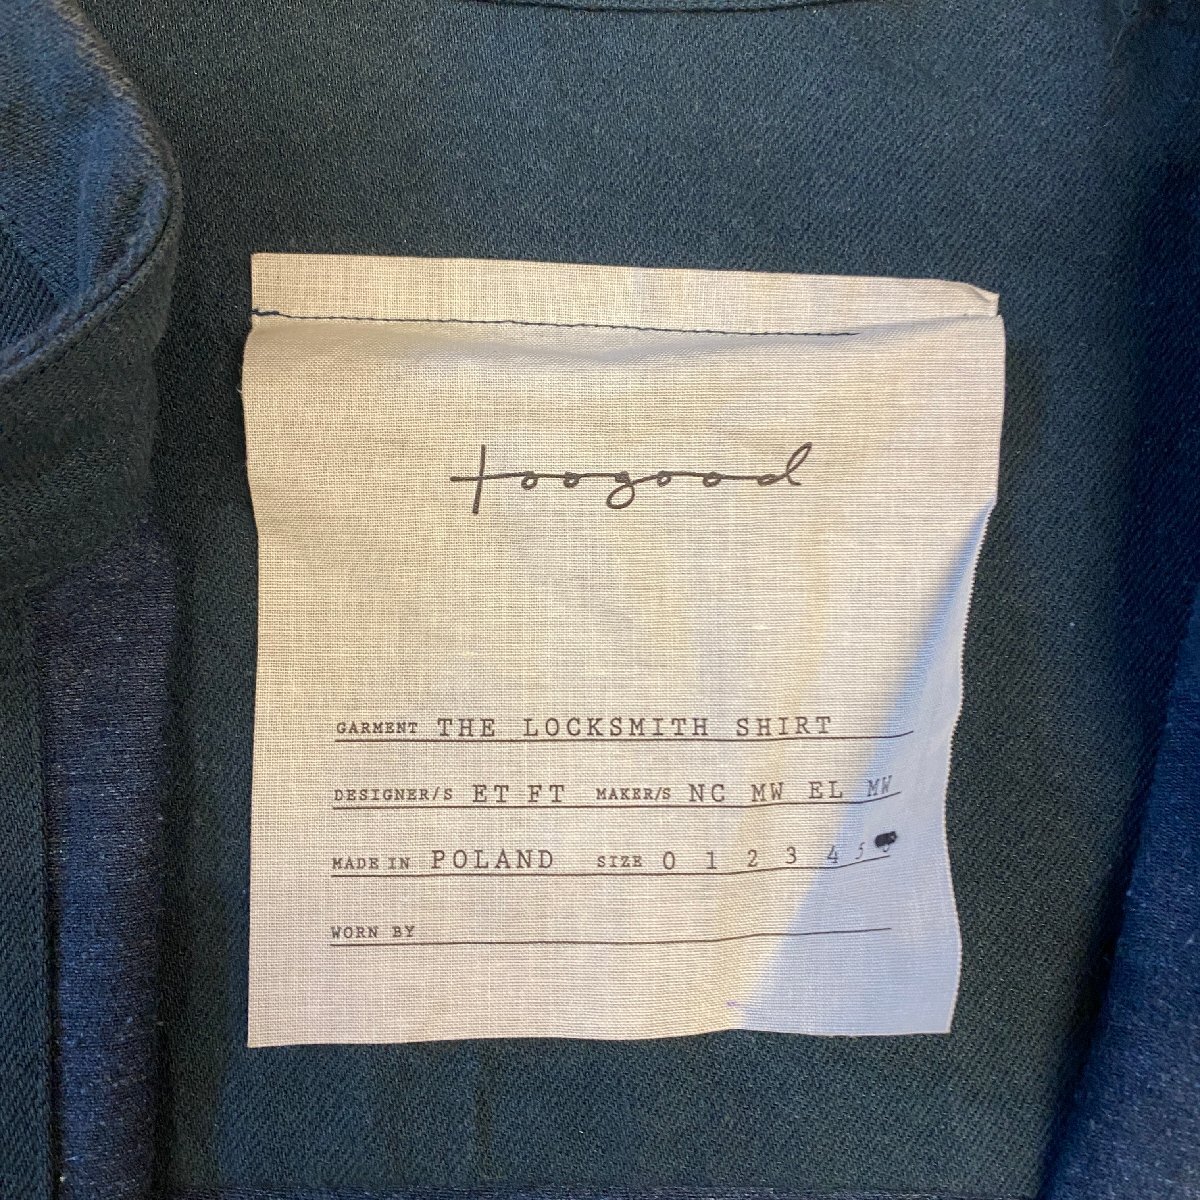 toogood
GARMENT THE LOCKSMITH SHIRT
DESIGNER/S ET FT MAKER/S NC MW EL MW
MADE IN POLAND SIZE 0 1 2 3 4 5
WORN BY